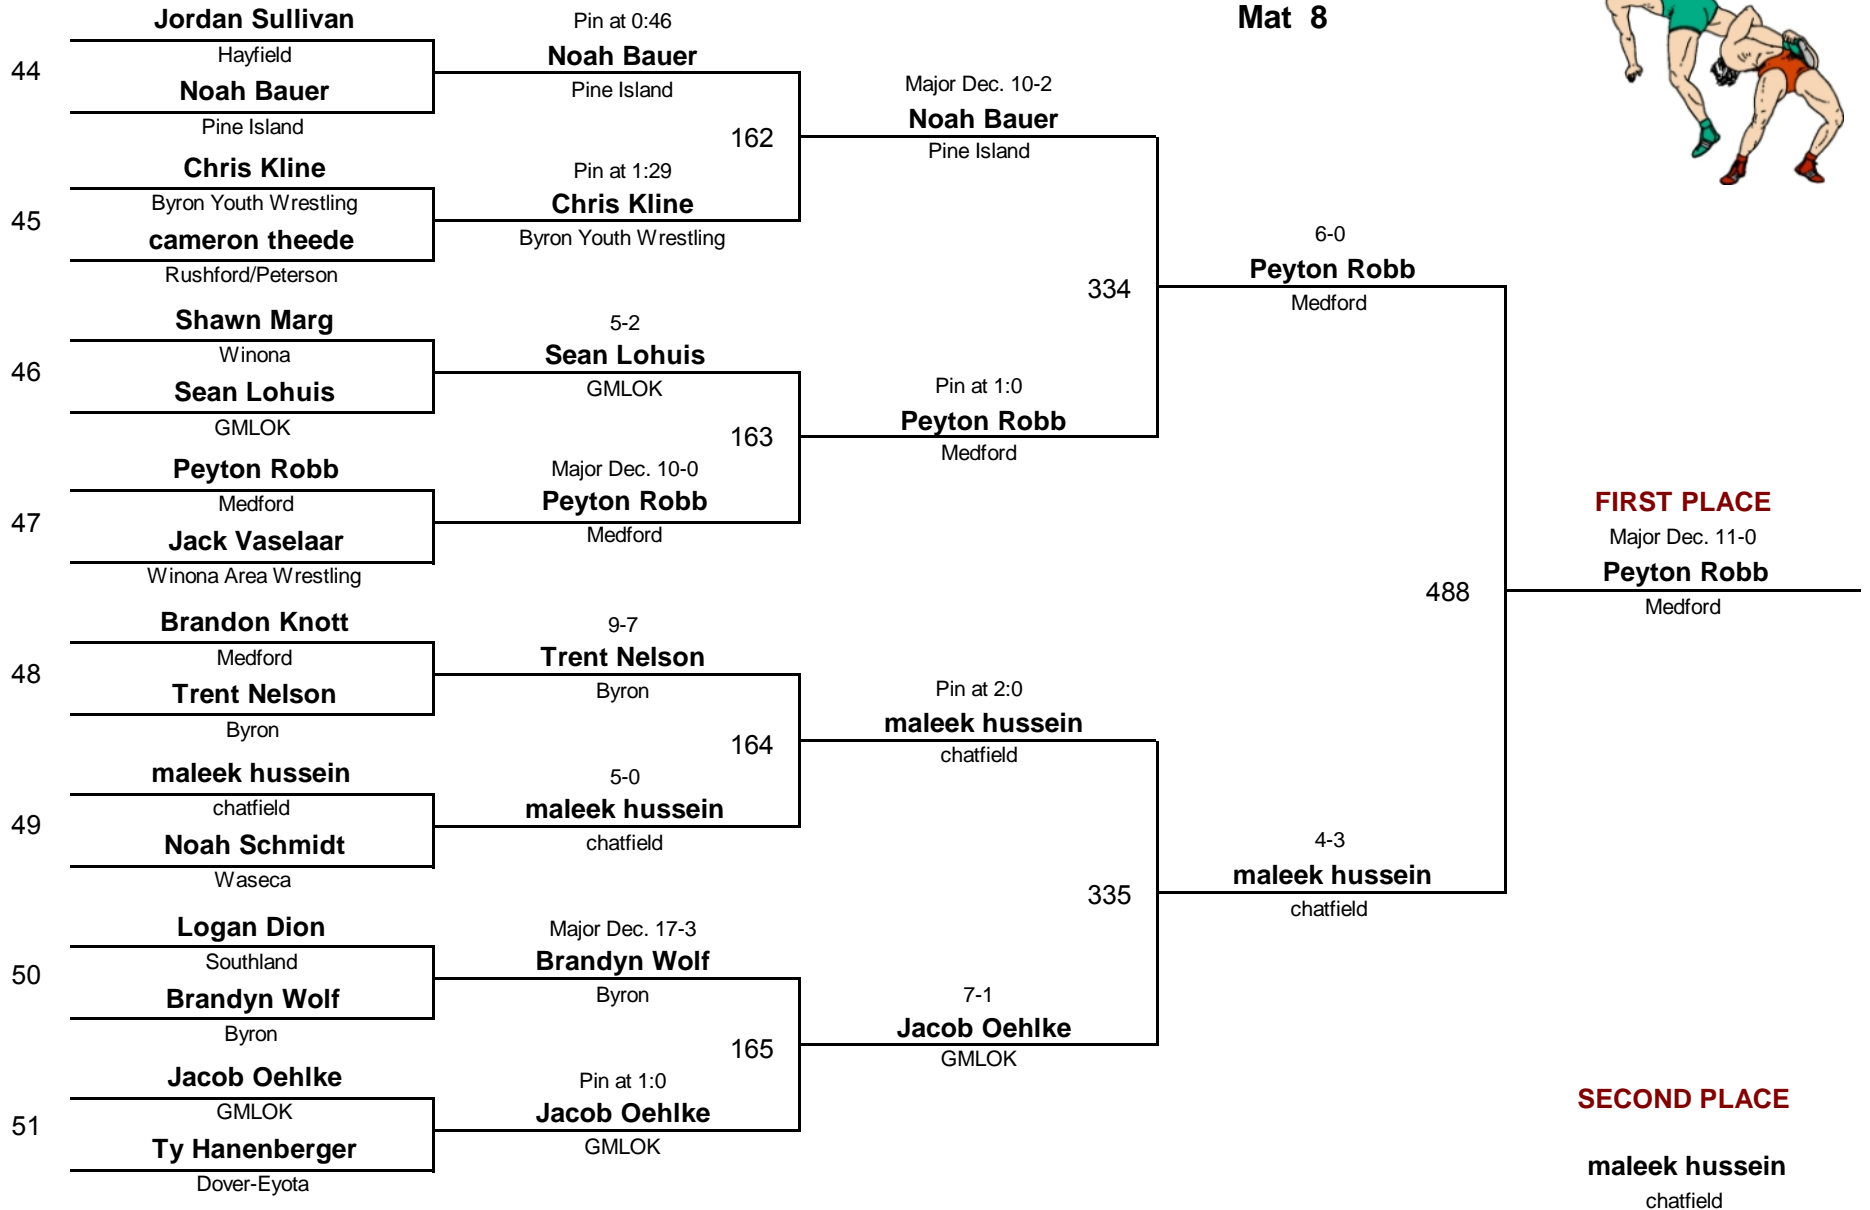 Mat 8
Jordan Sullivan
Hayfield
44
Noah Bauer
Pine Island
Chris Kline
Byron Youth Wrestling
45
cameron theede
Rushford/Peterson
Shawn Marg
Winona
46
Sean Lohuis
GMLOK
Peyton Robb
Medford
47
Jack Vaselaar
Winona Area Wrestling
Brandon Knott
Medford
48
Trent Nelson
Byron
maleek hussein
chatfield
49
Noah Schmidt
Waseca
Logan Dion
Southland
50
Brandyn Wolf
Byron
Jacob Oehlke
GMLOK
51
Ty Hanenberger
Dover-Eyota
Pin at 0:46
Noah Bauer
Pine Island
162
Pin at 1:29
Chris Kline
Byron Youth Wrestling
5-2
Sean Lohuis
GMLOK
163
Major Dec. 10-0
Peyton Robb
Medford
9-7
Trent Nelson
Byron
164
5-0
maleek hussein
chatfield
Major Dec. 17-3
Brandyn Wolf
Byron
165
Pin at 1:0
Jacob Oehlke
GMLOK
Major Dec. 10-2
Noah Bauer
Pine Island
334
Pin at 1:0
Peyton Robb
Medford
Pin at 2:0
maleek hussein
chatfield
335
7-1
Jacob Oehlke
GMLOK
6-0
Peyton Robb
Medford
488
4-3
maleek hussein
chatfield
FIRST PLACE
Major Dec. 11-0
Peyton Robb
Medford
SECOND PLACE
maleek hussein
chatfield